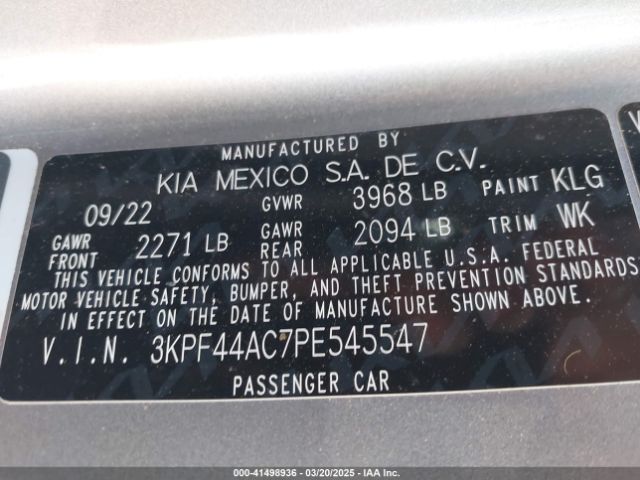 MANUFACTURED BY
KIA MEXICO S.A. DE C.V.
09/22 GVWR 3968 LB PAINT KLG
GAWR FRONT 2271 LB GAWR REAR 2094 LB TRIM WK
THIS VEHICLE CONFORMS TO ALL APPLICABLE U.S.A. FEDERAL
MOTOR VEHICLE SAFETY, BUMPER, AND THEFT PREVENTION STANDARDS
IN EFFECT ON THE DATE OF MANUFACTURE SHOWN ABOVE.
V.I.N. 3KPF44AC7PE545547
PASSENGER CAR
000-41498936 - 03/20/2025 - IAA Inc.